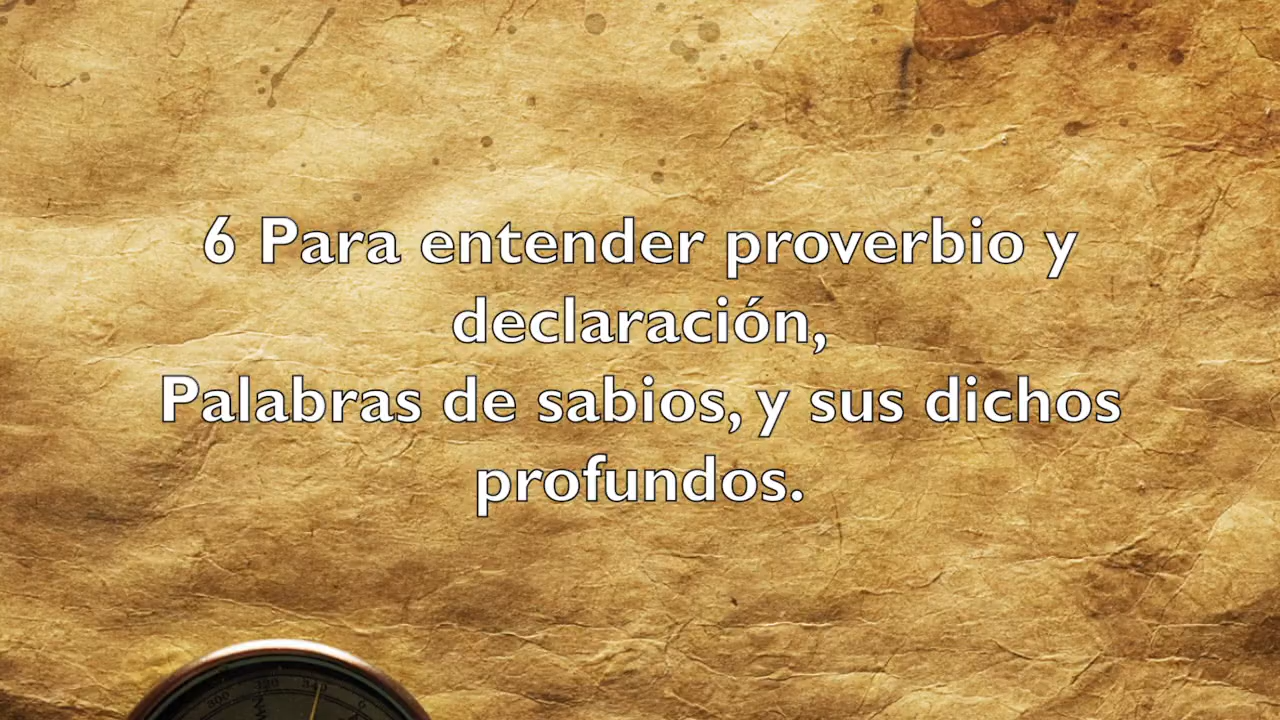 6 Para entender proverbio y
declaración,
Palabras de sabios, y sus dichos
profundos.